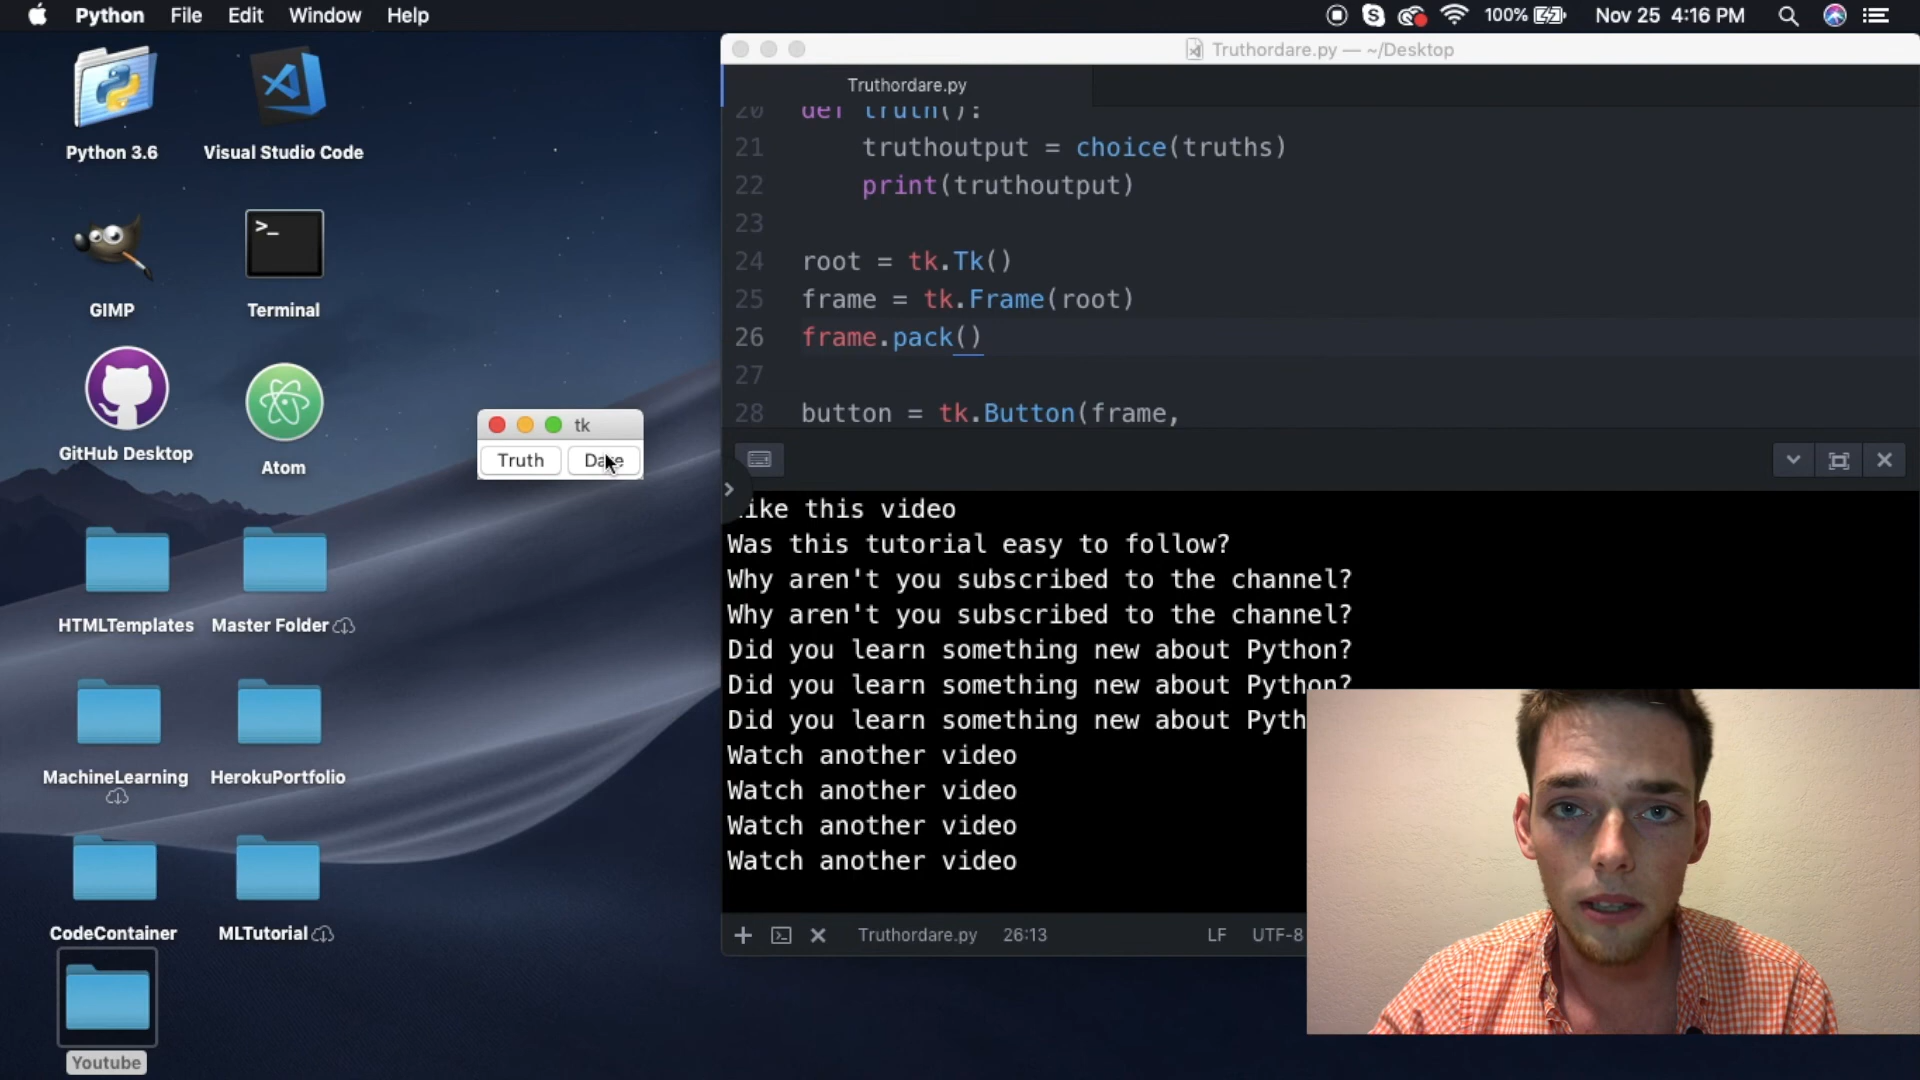 Python File Edit Window Help
100% Nov 25 4:16 PM
Python 3.6
Visual Studio Code
>_
GIMP
Terminal
GitHub Desktop
Atom
HTMLTemplates
Master Folder
MachineLearning
HerokuPortfolio
CodeContainer
MLTutorial
Youtube
tk
Truth Dare
Truthordare.py — ~/Desktop
Truthordare.py
20 def truth():
21 truthoutput = choice(truths)
22 print(truthoutput)
23
24 root = tk.Tk()
25 frame = tk.Frame(root)
26 frame.pack()
27
28 button = tk.Button(frame,
ike this video
Was this tutorial easy to follow?
Why aren't you subscribed to the channel?
Why aren't you subscribed to the channel?
Did you learn something new about Python?
Did you learn something new about Python?
Did you learn something new about Pyth
Watch another video
Watch another video
Watch another video
Watch another video
Truthordare.py 26:13 LF UTF-8